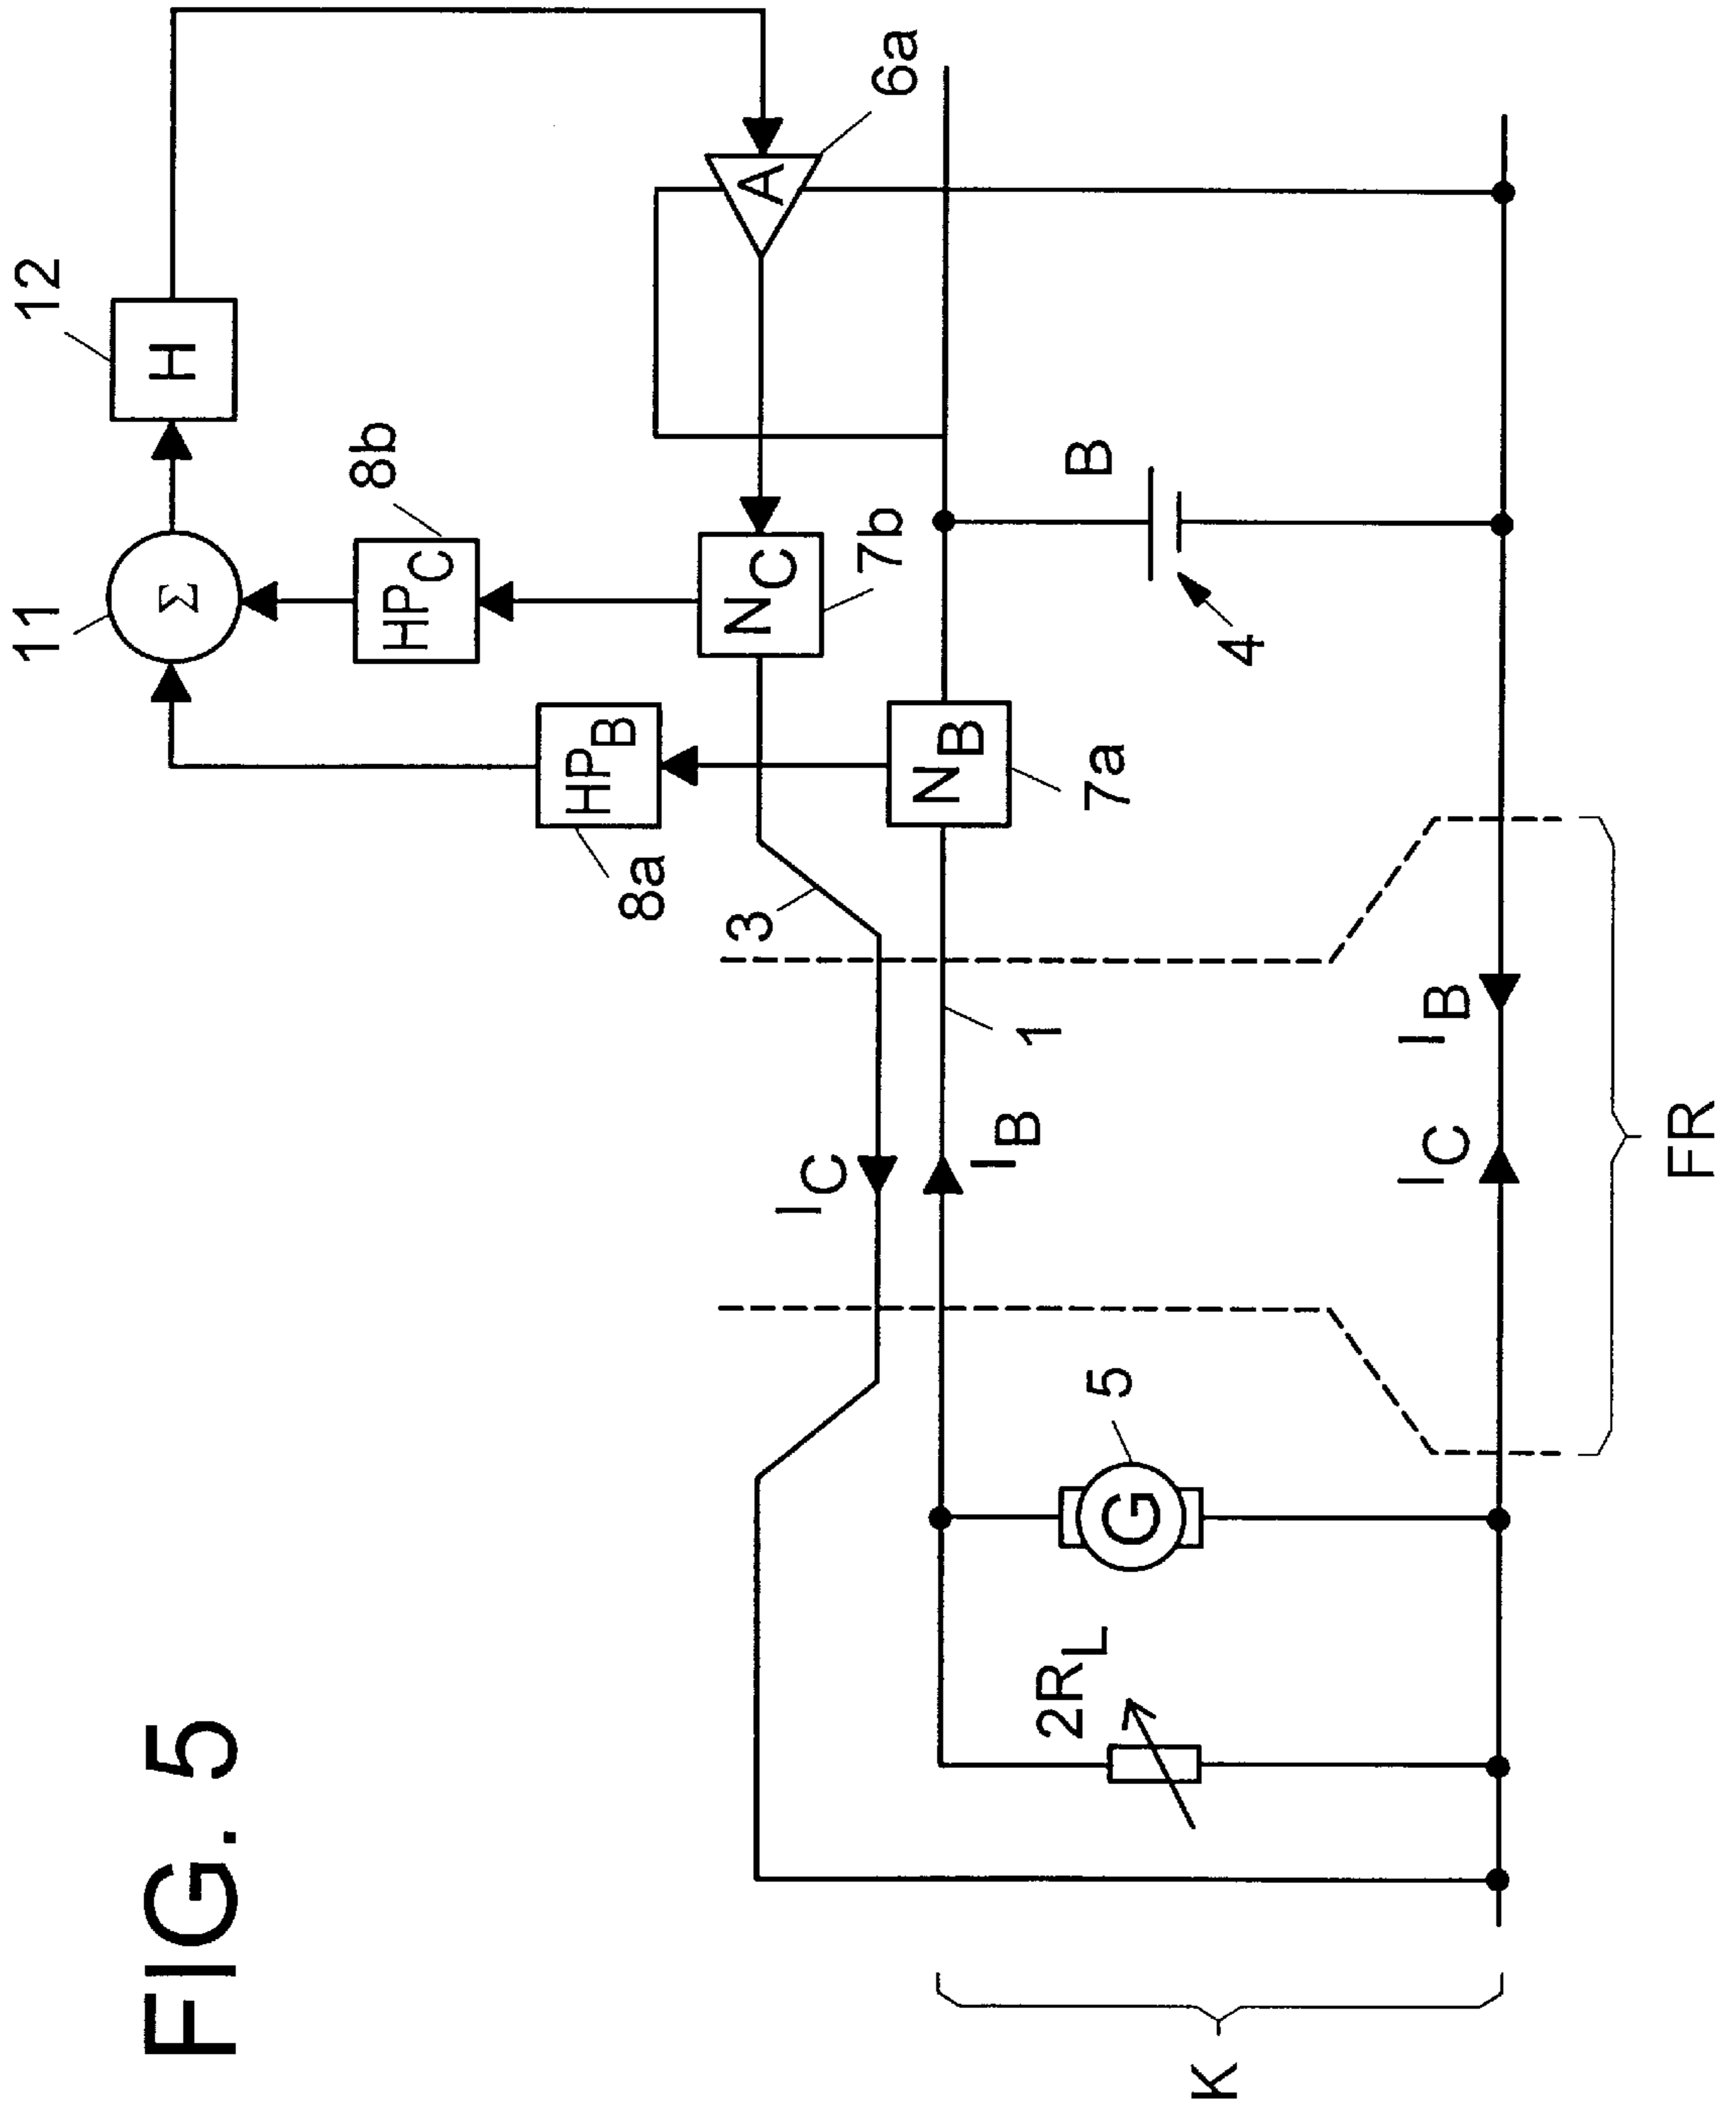 FIG. 5
11
12
Σ
H
8b
HP_C
8a
HP_B
6a
A
N_C
7b
3
N_B
7a
I_C
I_B
1
B
4
5
G
2R_L
I_C
I_B
K
FR